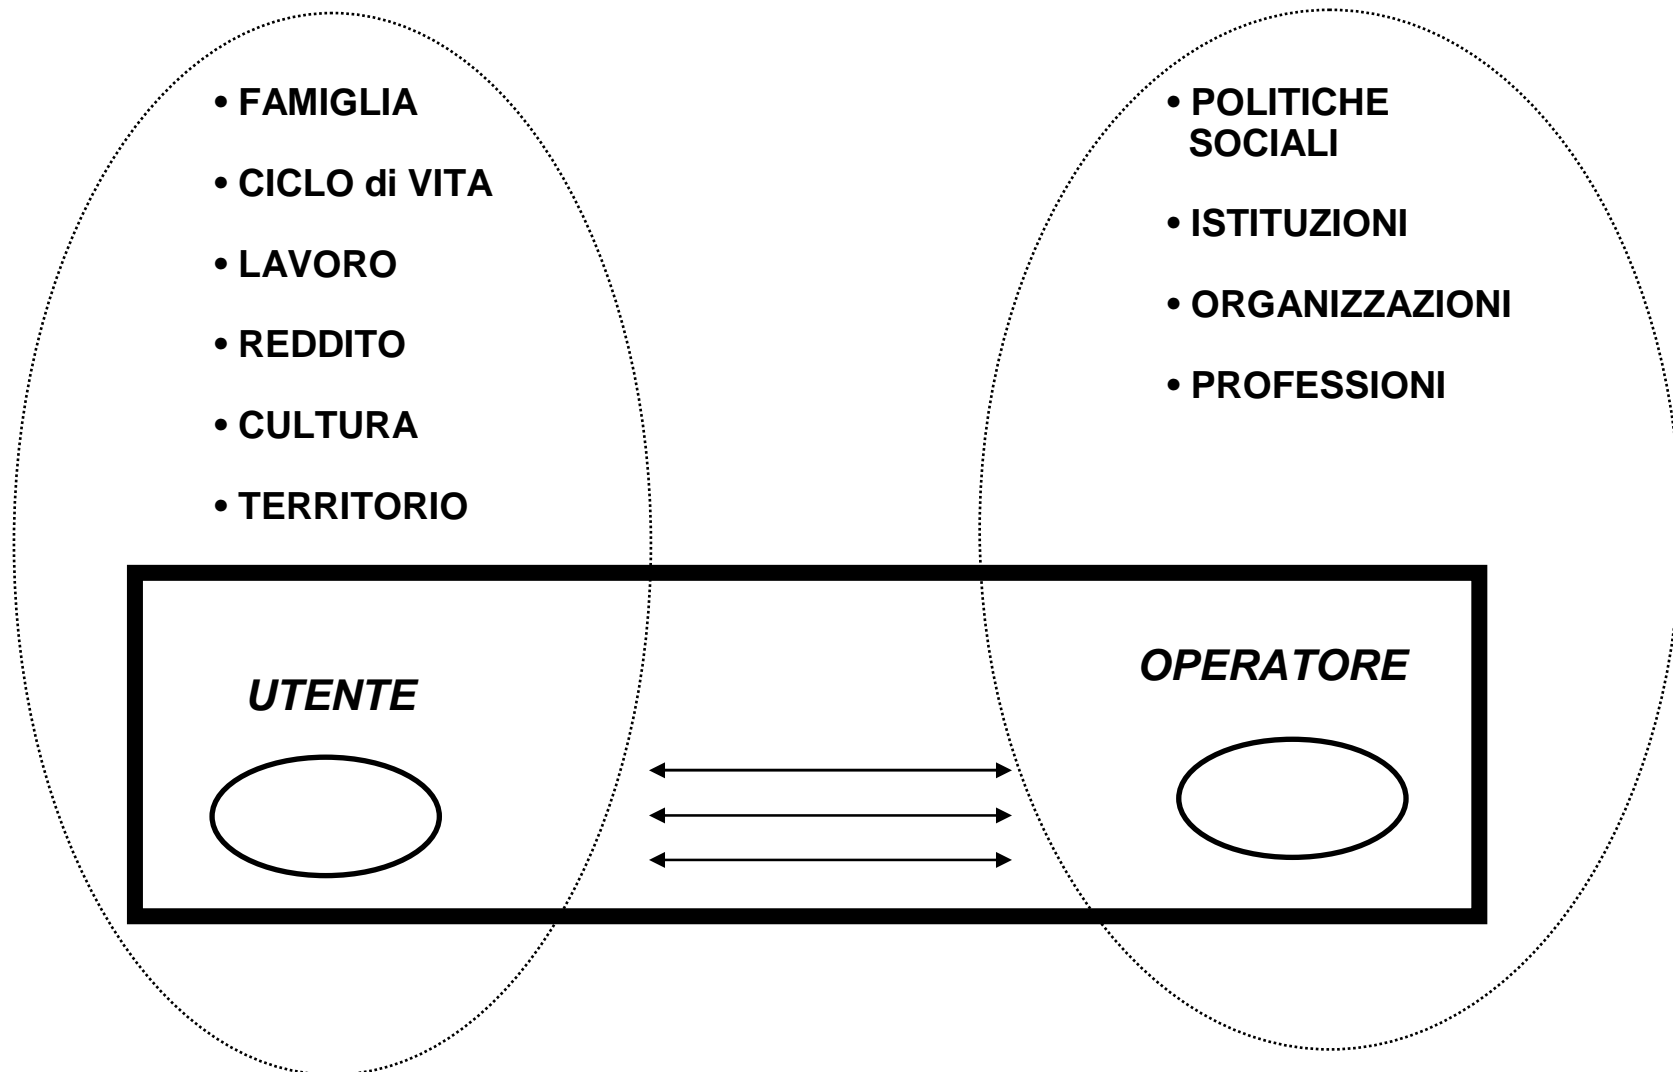 • FAMIGLIA
• CICLO di VITA
• LAVORO
• REDDITO
• CULTURA
• TERRITORIO
• POLITICHE
SOCIALI
• ISTITUZIONI
• ORGANIZZAZIONI
• PROFESSIONI
UTENTE
OPERATORE